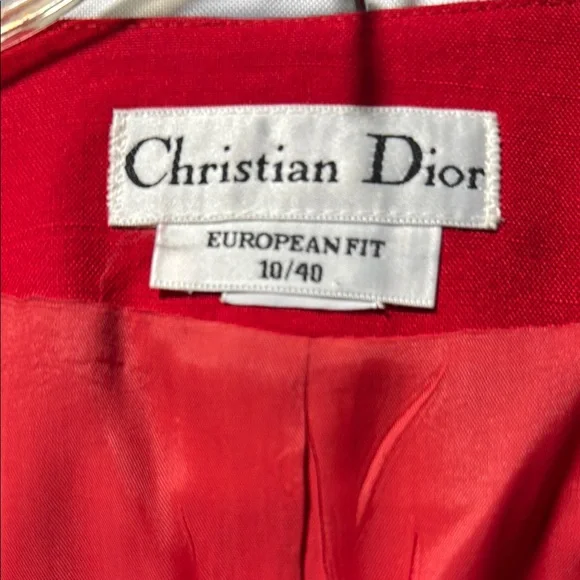 Christian Dior
EUROPEAN FIT
10/40